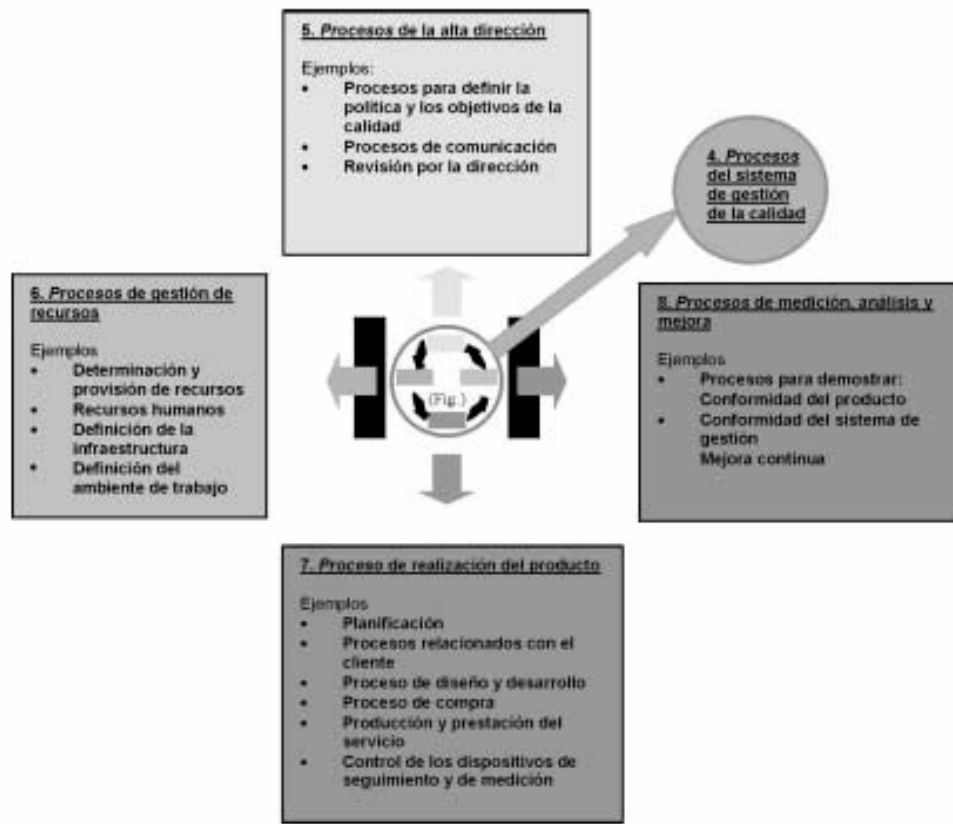 5. Procesos de la alta dirección
Ejemplos:
• Procesos para definir la
política y los objetivos de la
calidad
• Procesos de comunicación
• Revisión por la dirección
4. Procesos
del sistema
de gestión
de la calidad
6. Procesos de gestión de
recursos
Ejemplos
• Determinación y
provisión de recursos
• Recursos humanos
• Definición de la
infraestructura
• Definición del
ambiente de trabajo
(Fig.)
8. Procesos de medición, análisis y
mejora
Ejemplos
• Procesos para demostrar:
Conformidad del producto
• Conformidad del sistema de
gestión
Mejora continua
7. Proceso de realización del producto
Ejemplos
• Planificación
• Procesos relacionados con el
cliente
• Proceso de diseño y desarrollo
• Proceso de compra
• Producción y prestación del
servicio
• Control de los dispositivos de
seguimiento y de medición